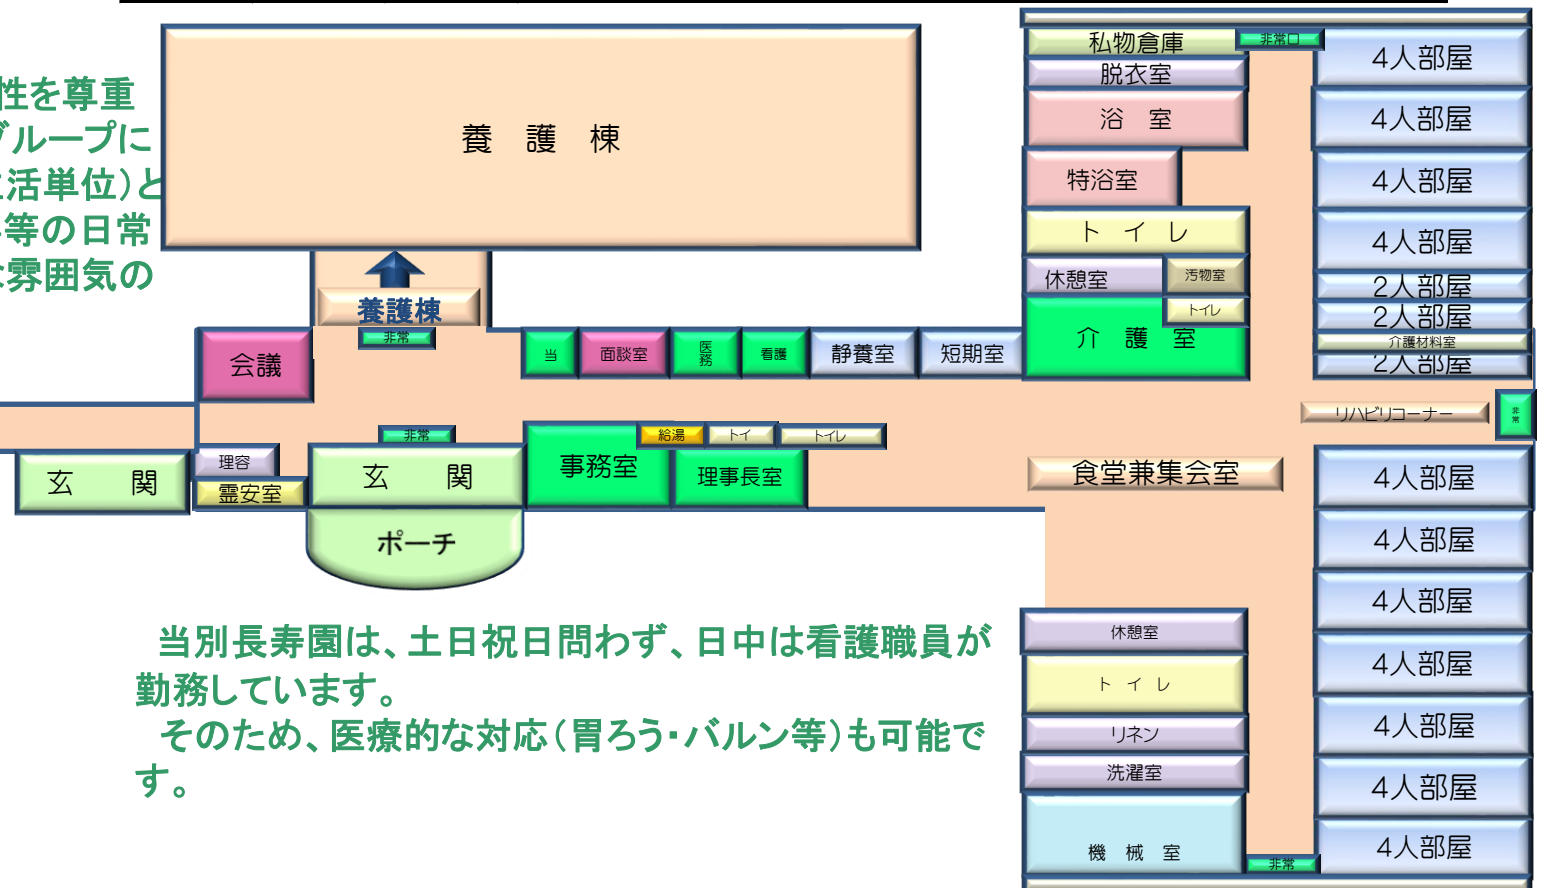 性を尊重
グループに
生活単位）と
等の日常
な雰囲気の
養　護　棟
養護棟
非常
会議
当
面談室
医務
看護
静養室
短期室
私物倉庫
非常口
脱衣室
浴　室
特浴室
ト　イ　レ
休憩室
汚物室
トイレ
介　護　室
4人部屋
4人部屋
4人部屋
4人部屋
2人部屋
2人部屋
介護材料室
2人部屋
リハビリコーナー
非常
玄　関
理容
霊安室
非常
玄　関
ポーチ
事務室
給湯
トイ
トイレ
理事長室
食堂兼集会室
4人部屋
4人部屋
4人部屋
4人部屋
4人部屋
4人部屋
4人部屋
休憩室
ト　イ　レ
リネン
洗濯室
機　械　室
非常
当別長寿園は、土日祝日問わず、日中は看護職員が
勤務しています。
そのため、医療的な対応（胃ろう・バルン等）も可能で
す。